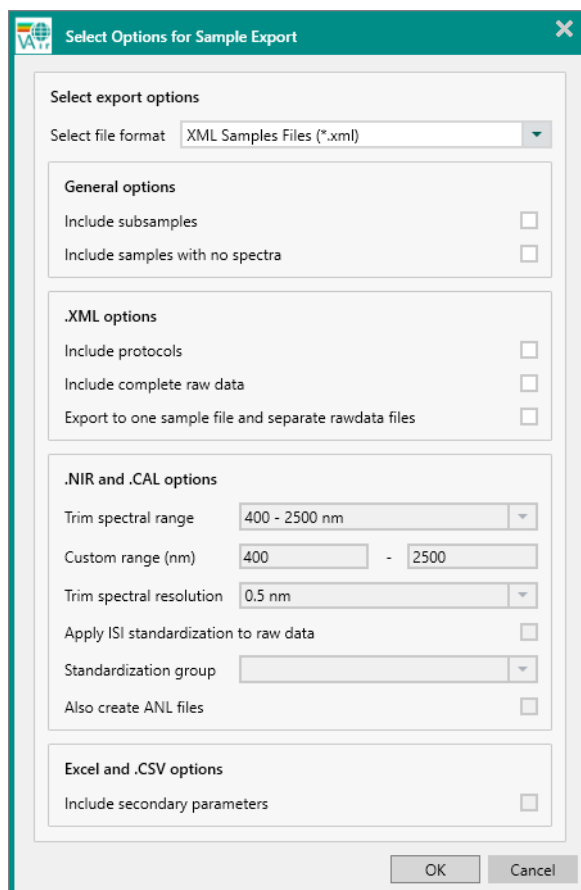 VA
Select Options for Sample Export
Select export options
Select file format XML Samples Files (*.xml)
General options
Include subsamples
Include samples with no spectra
.XML options
Include protocols
Include complete raw data
Export to one sample file and separate rawdata files
.NIR and .CAL options
Trim spectral range 400 - 2500 nm
Custom range (nm) 400 - 2500
Trim spectral resolution 0.5 nm
Apply ISI standardization to raw data
Standardization group
Also create ANL files
Excel and .CSV options
Include secondary parameters
OK Cancel